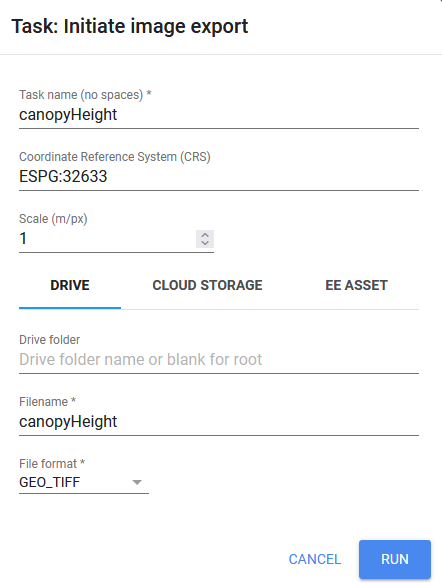 Task: Initiate image export
Task name (no spaces) *
canopyHeight
Coordinate Reference System (CRS)
ESPG:32633
Scale (m/px)
1
DRIVE CLOUD STORAGE EE ASSET
Drive folder
Drive folder name or blank for root
Filename *
canopyHeight
File format *
GEO_TIFF
CANCEL RUN